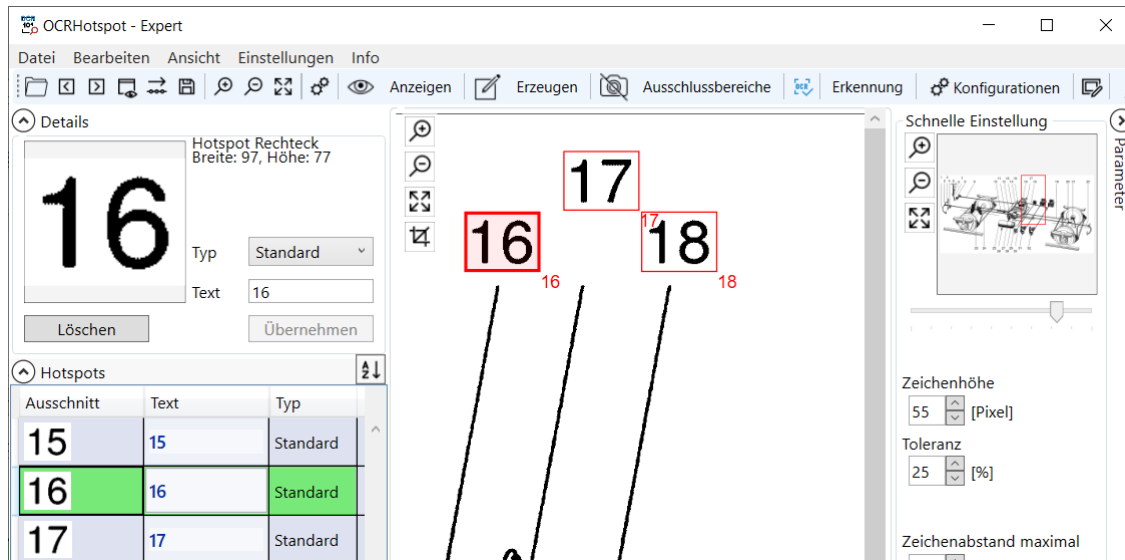 OCRHotspot - Expert
Datei Bearbeiten Ansicht Einstellungen Info
Anzeigen Erzeugen Ausschlussbereiche Erkennung Konfigurationen
Details
Hotspot Rechteck
Breite: 97, Höhe: 77
16
Typ Standard
Text 16
Löschen Übernehmen
Hotspots
Ausschnitt Text Typ
15 15 Standard
16 16 Standard
17 17 Standard
17
17
16 18
16 18
Schnelle Einstellung
Parameter
Zeichenhöhe
55 [Pixel]
Toleranz
25 [%]
Zeichenabstand maximal